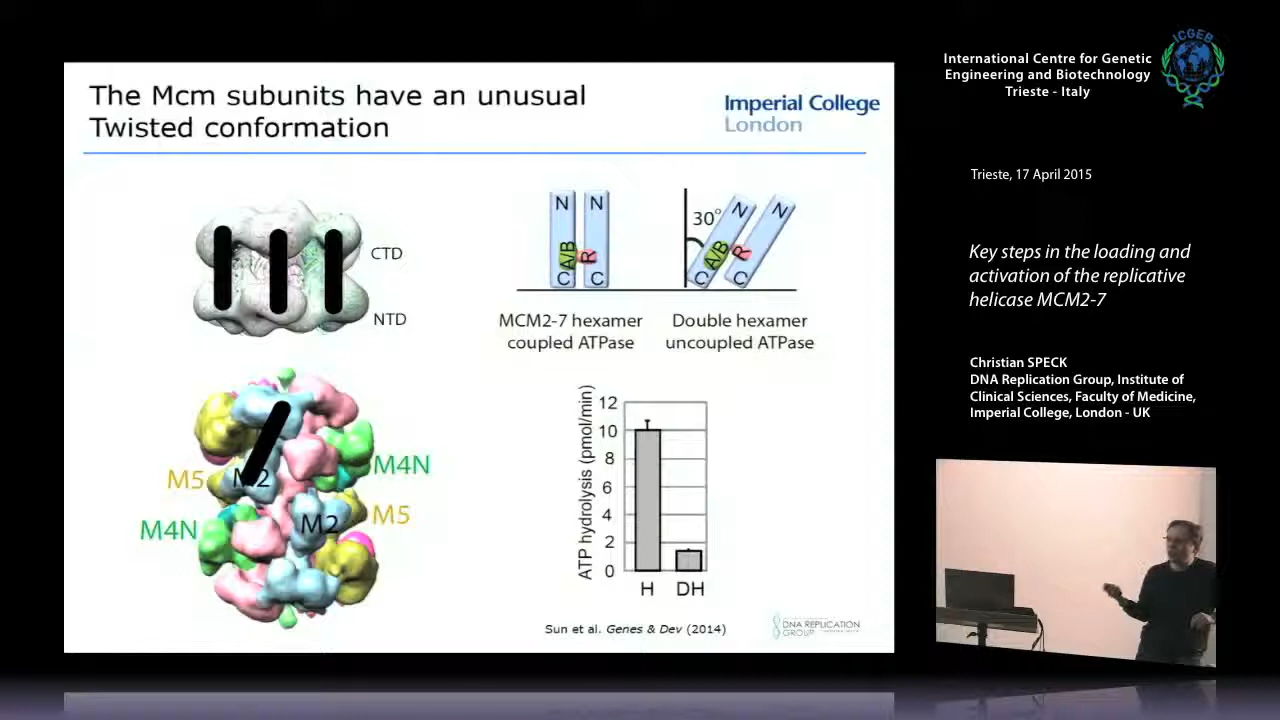 The Mcm subunits have an unusual
Twisted conformation
Imperial College
London
CTD
NTD
N
N
A/B
R
C
C
30°
N
N
A/B
R
C
C
MCM2-7 hexamer
coupled ATPase
Double hexamer
uncoupled ATPase
M5
M2
M4N
M4N
M2
M5
ATP hydrolysis (pmol/min)
12
10
8
6
4
2
0
H
DH
Sun et al. Genes & Dev (2014)
DNA REPLICATION
GROUP
International Centre for Genetic
Engineering and Biotechnology
Trieste - Italy
ICGEB
Trieste, 17 April 2015
Key steps in the loading and
activation of the replicative
helicase MCM2-7
Christian SPECK
DNA Replication Group, Institute of
Clinical Sciences, Faculty of Medicine,
Imperial College, London - UK